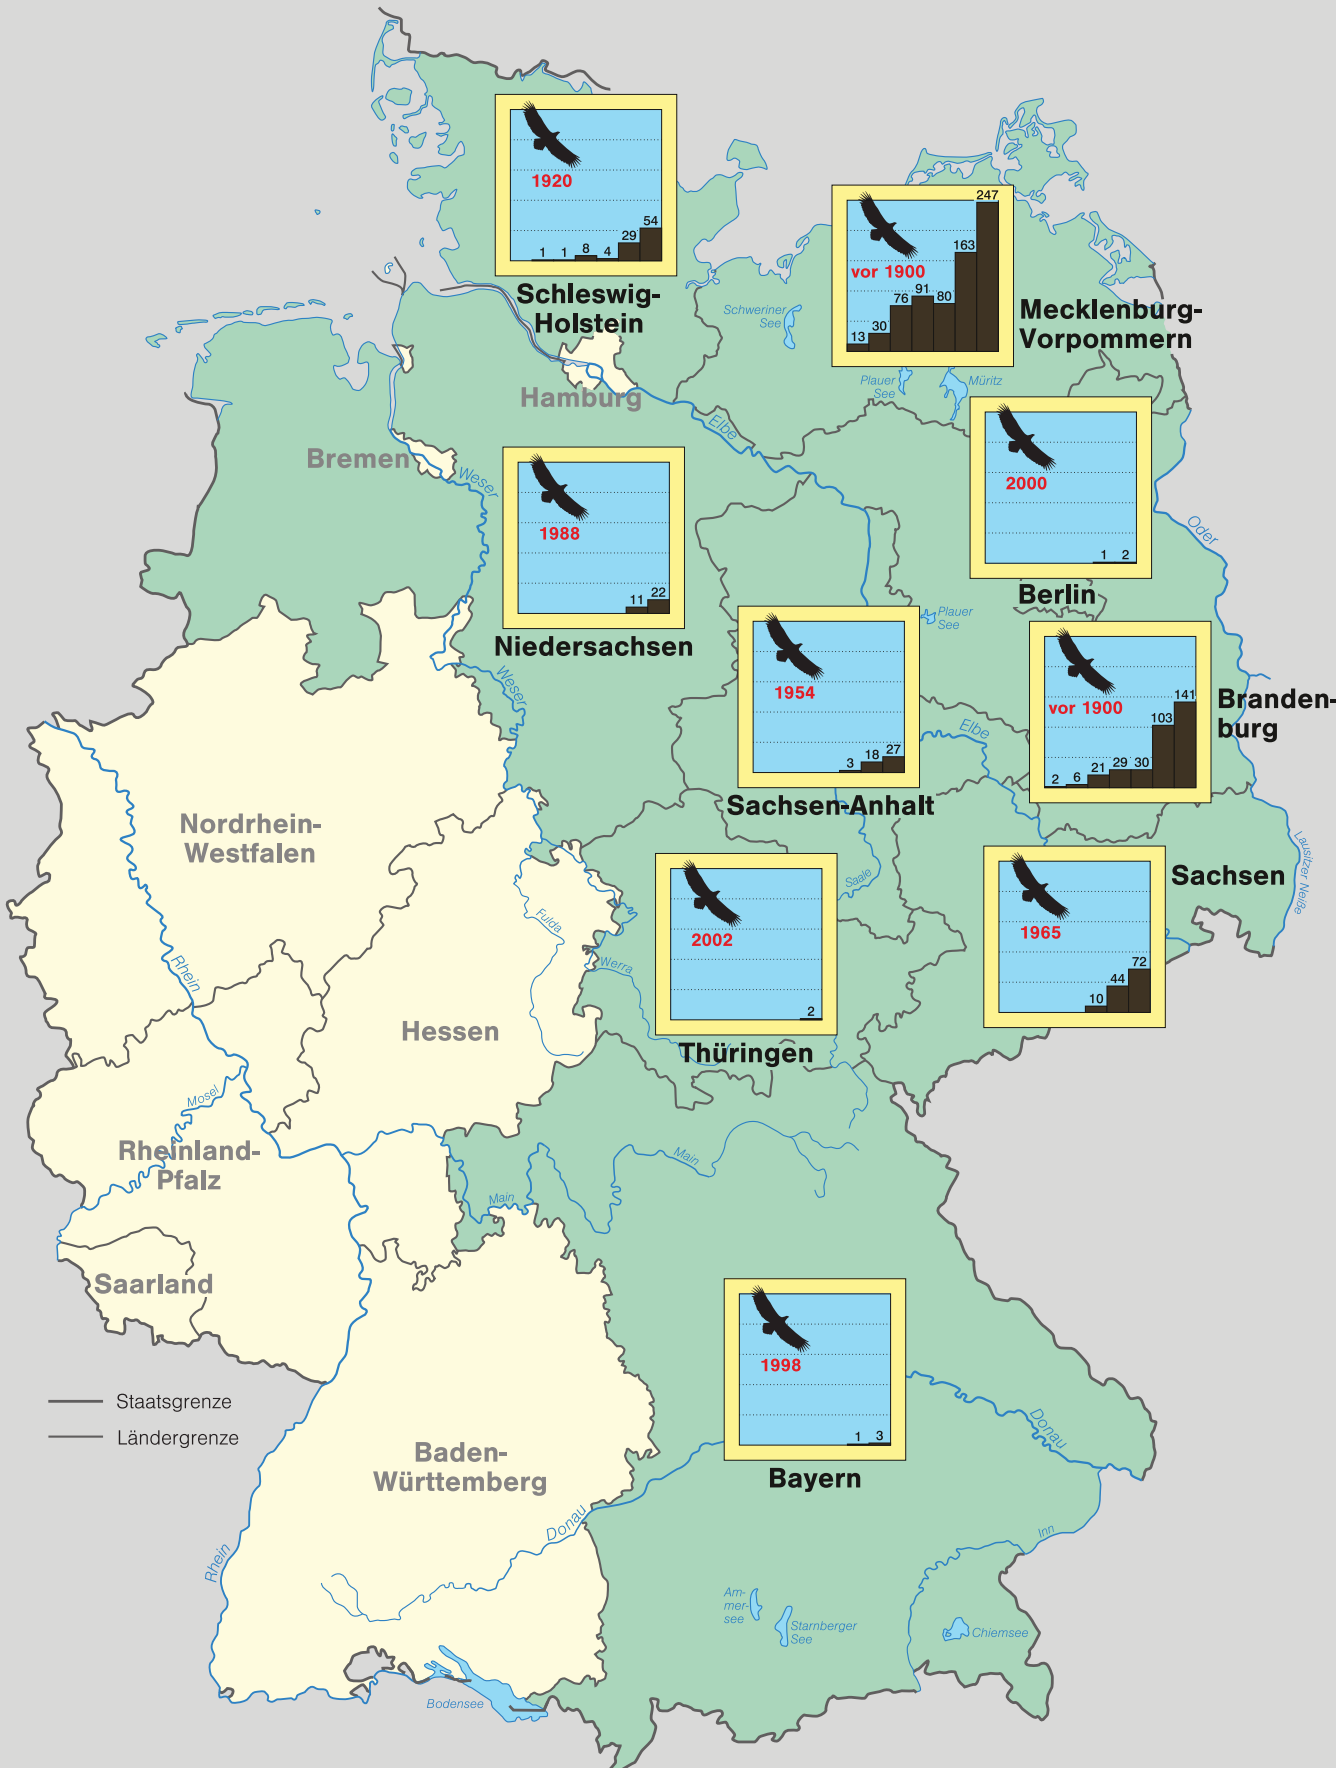 1920
1 1 8 4 29 54
Schleswig-
Holstein
247
163
vor 1900
91
76 80
30
13
Mecklenburg-
Vorpommern
Schweriner
See
Plauer
See
Müritz
Hamburg
Elbe
Bremen
Weser
1988
11 22
Niedersachsen
2000
1 2
Berlin
Oder
Plauer
See
1954
3 18 27
Sachsen-Anhalt
vor 1900
141
103
2 6 21 29 30
Branden-
burg
Weser
Elbe
Nordrhein-
Westfalen
Saale
Sachsen
Lausitzer Neiße
1965
10 44 72
2002
2
Thüringen
Fulda
Werra
Rhein
Hessen
Mosel
Rheinland-
Pfalz
Main
Main
Saarland
1998
1 3
Bayern
Donau
Staatsgrenze
Ländergrenze
Baden-
Württemberg
Donau
Inn
Rhein
Am-
mer-
see
Starnberger
See
Chiemsee
Bodensee